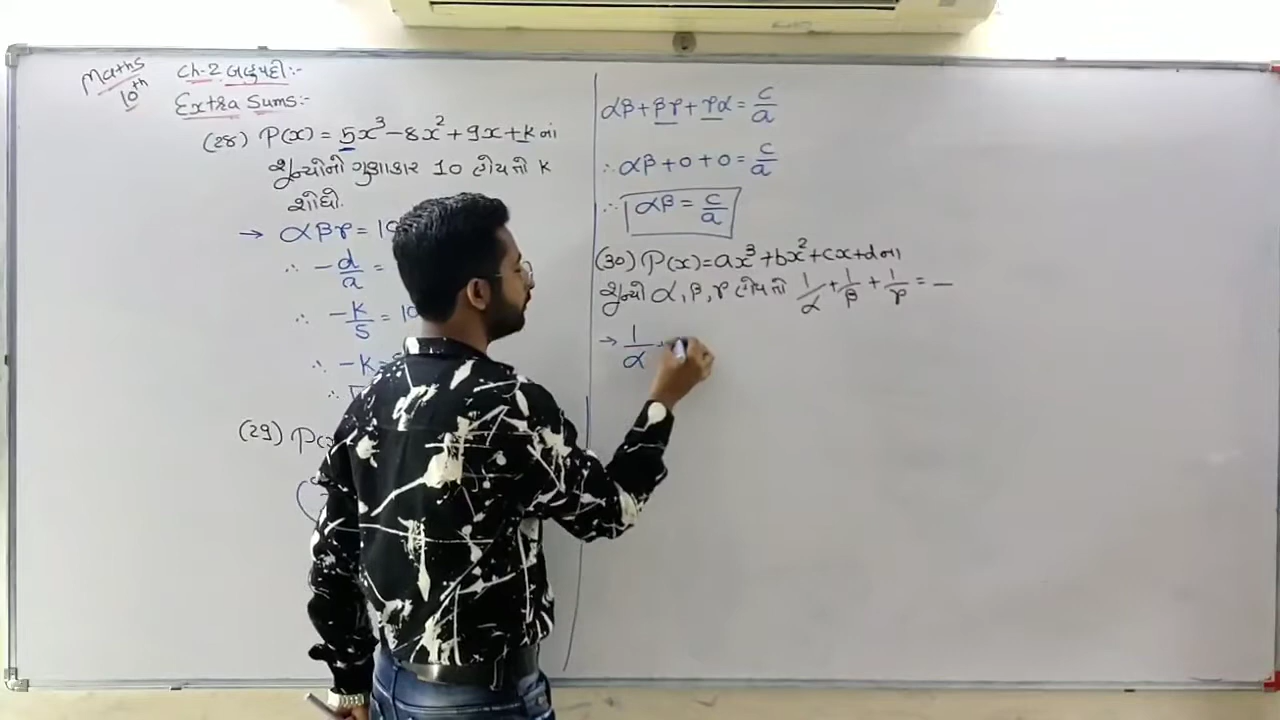 Maths
10th
Ch-2 બહુપદી:-
Extra Sums:-
(28) P(x) = 5x³-8x²+9x+k નાં
શૂન્યોનો ગુણાકાર 10 હોય તો K
શોધો.
→ αβγ = 10
∴ -d/a =
∴ -K/5 = 10
∴ -K =
(29) P(x
αβ+βγ+γα = c/a
∴ αβ+0+0 = c/a
∴ αβ = c/a
(30) P(x)=ax³+bx²+cx+d ના
શૂન્યો α,β,γ હોય તો 1/α+1/β+1/γ = —
→ 1/α +